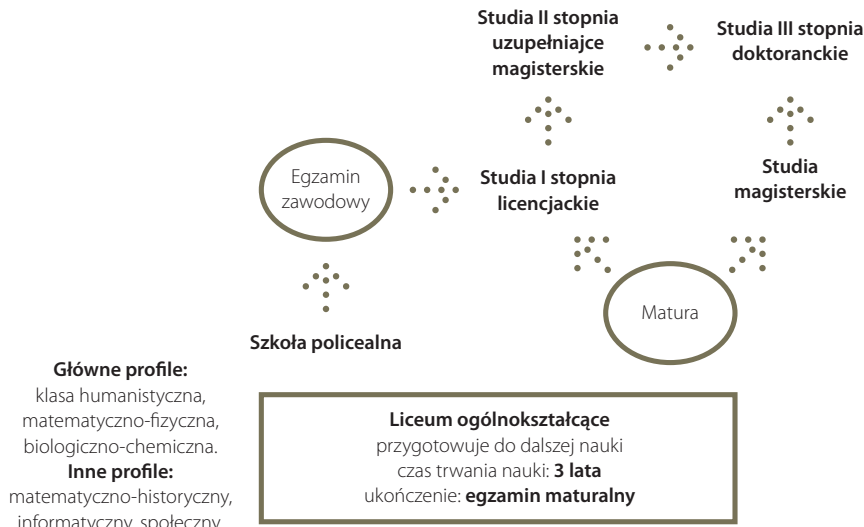 Studia II stopnia
uzupełniajce
magisterskie
Studia III stopnia
doktoranckie
Egzamin
zawodowy
Studia I stopnia
licencjackie
Studia
magisterskie
Matura
Szkoła policealna
Główne profile:
klasa humanistyczna,
matematyczno-fizyczna,
biologiczno-chemiczna.
Inne profile:
matematyczno-historyczny,
informatyczny, społeczny
Liceum ogólnokształcące
przygotowuje do dalszej nauki
czas trwania nauki: 3 lata
ukończenie: egzamin maturalny